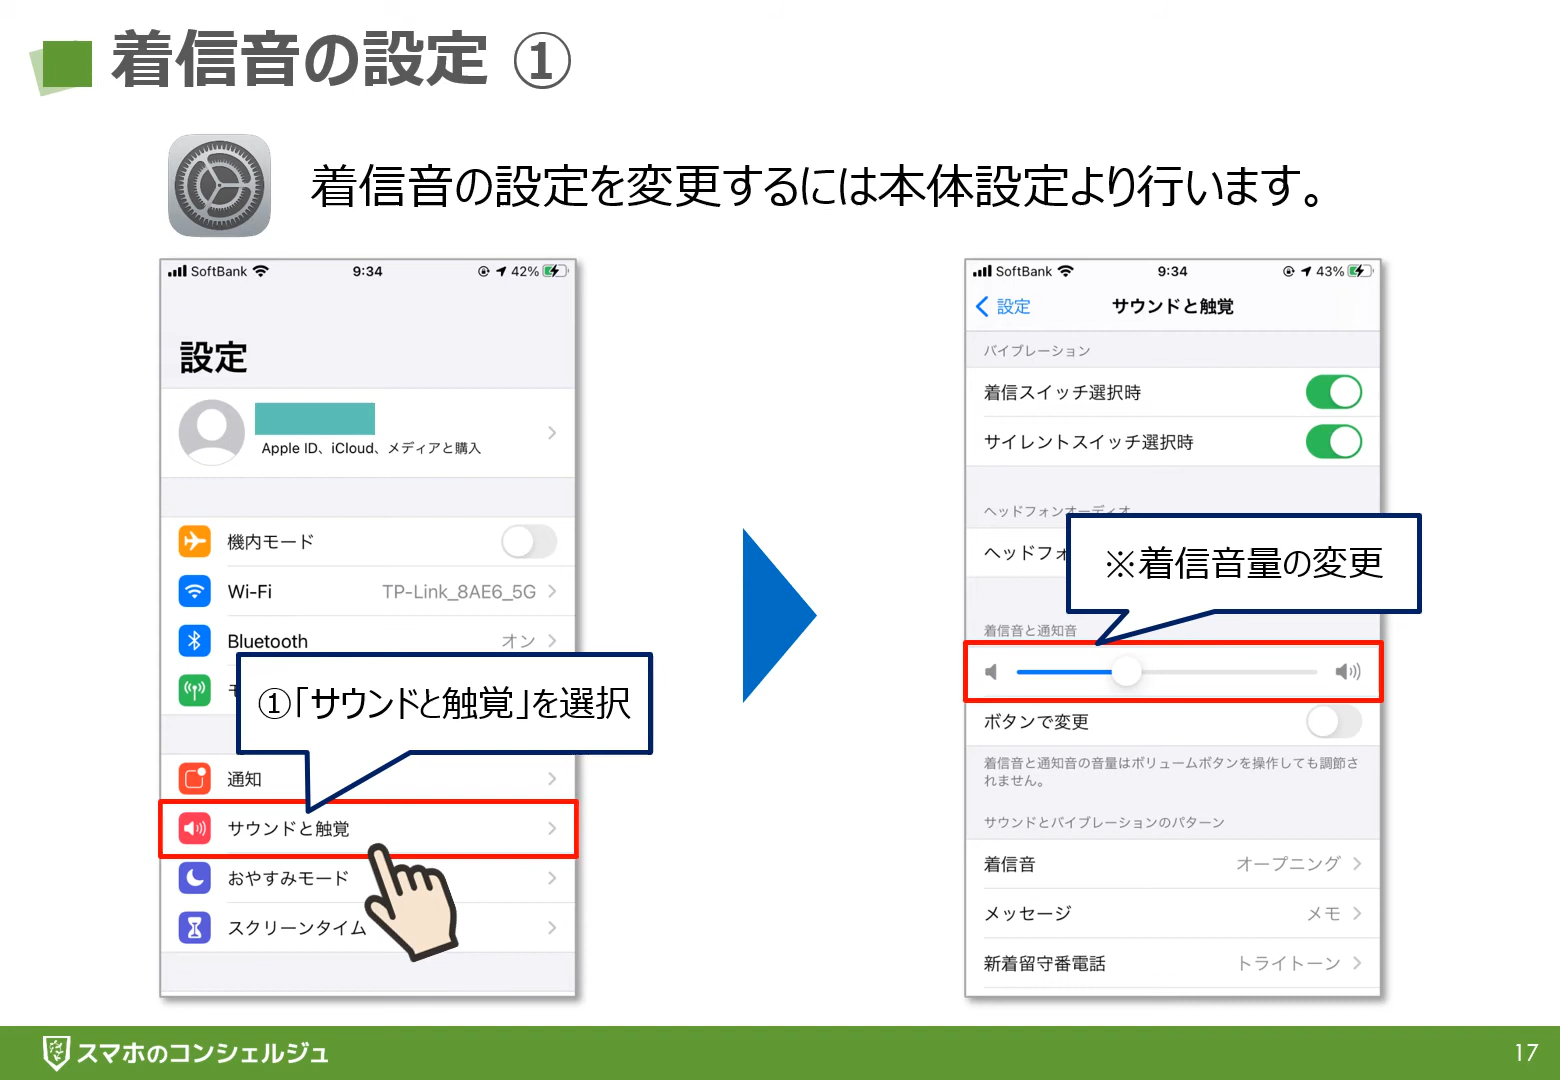 着信音の設定 ①
着信音の設定を変更するには本体設定より行います。
SoftBank 9:34 42%
設定
Apple ID、iCloud、メディアと購入
機内モード
Wi-Fi TP-Link_8AE6_5G
Bluetooth オン
①「サウンドと触覚」を選択
通知
サウンドと触覚
おやすみモード
スクリーンタイム
SoftBank 9:34 43%
設定 サウンドと触覚
バイブレーション
着信スイッチ選択時
サイレントスイッチ選択時
ヘッドフォンオーディオ
ヘッドフォ
※着信音量の変更
着信音と通知音
ボタンで変更
着信音と通知音の音量はボリュームボタンを操作しても調節さ
れません。
サウンドとバイブレーションのパターン
着信音 オープニング
メッセージ メモ
新着留守番電話 トライトーン
スマホのコンシェルジュ
17